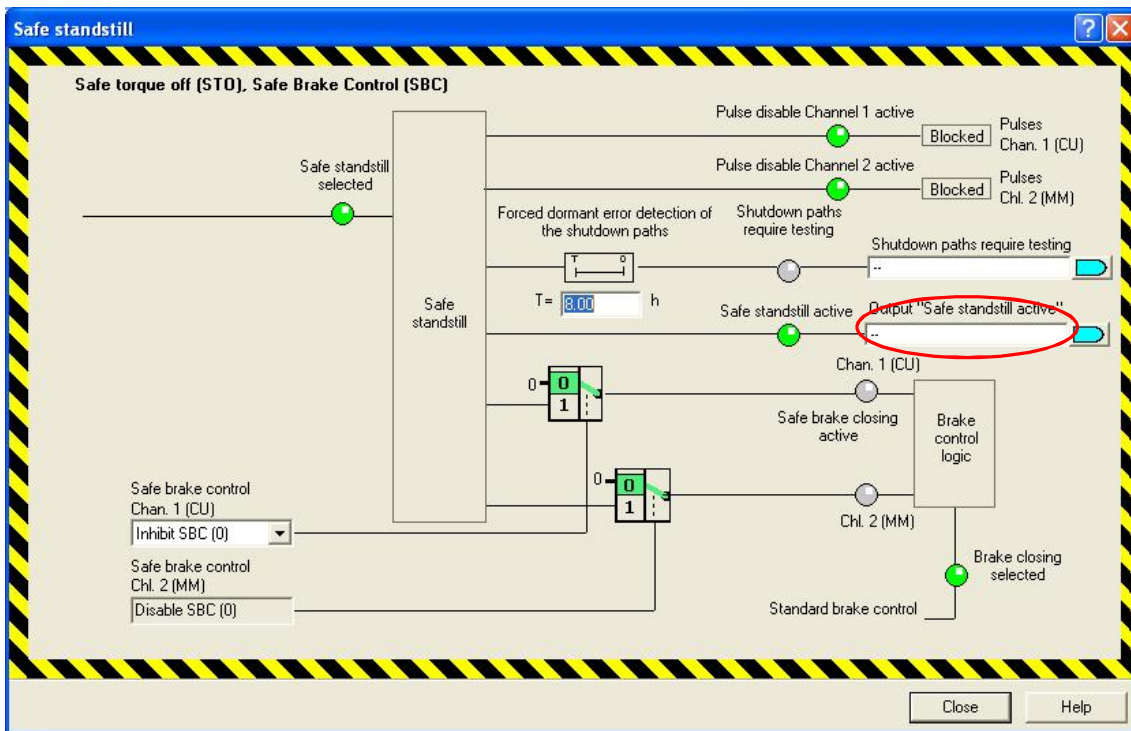 Safe standstill
Safe torque off (STO), Safe Brake Control (SBC)
Pulse disable Channel 1 active
Blocked
Pulses
Chan. 1 (CU)
Safe standstill
selected
Pulse disable Channel 2 active
Blocked
Pulses
Chl. 2 (MM)
Forced dormant error detection of
the shutdown paths
Shutdown paths
require testing
Shutdown paths require testing
T 0
--
T= 8.00 h
Safe
standstill
Safe standstill active
Output "Safe standstill active"
--
Chan. 1 (CU)
0 0
1
Safe brake closing
active
Brake
control
logic
0 0
1
Safe brake control
Chan. 1 (CU)
Inhibit SBC (0)
Chl. 2 (MM)
Safe brake control
Chl. 2 (MM)
Disable SBC (0)
Brake closing
selected
Standard brake control
Close
Help